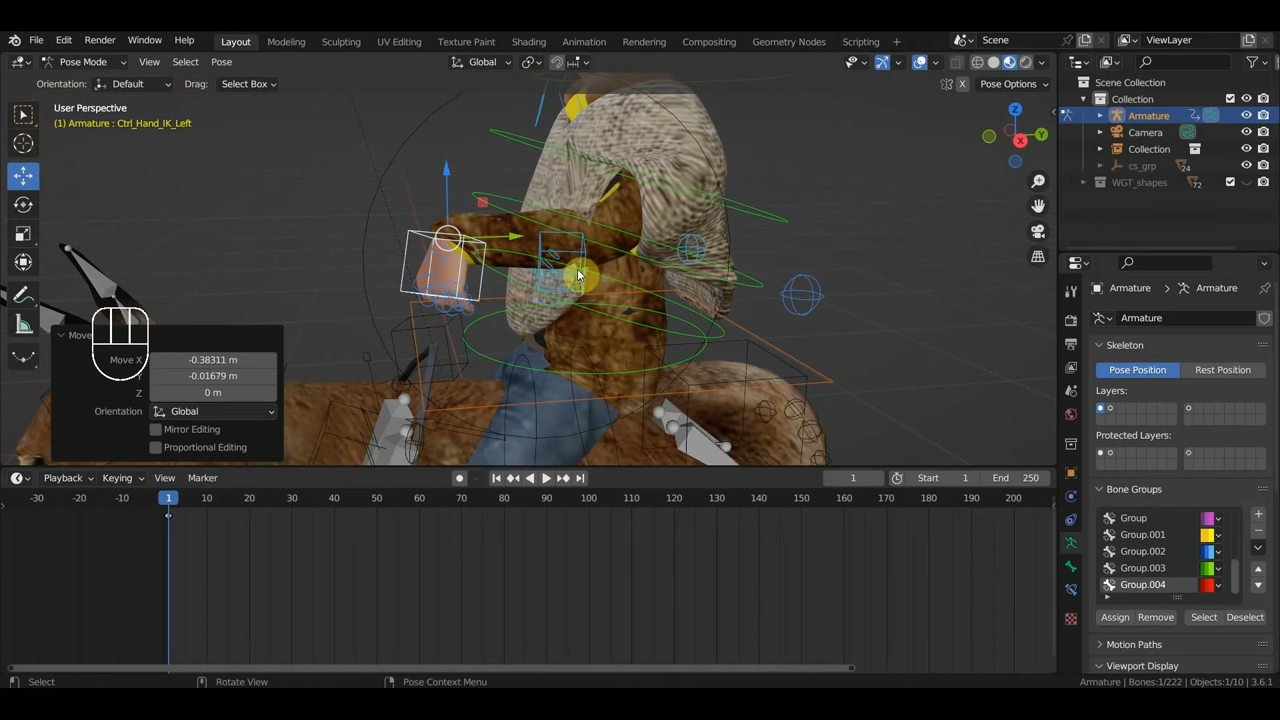 File Edit Render Window Help Layout Modeling Sculpting UV Editing Texture Paint Shading Animation Rendering Compositing Geometry Nodes Scripting + Scene ViewLayer
Pose Mode View Select Pose Global
Orientation: Default Drag: Select Box X Pose Options
User Perspective
(1) Armature : Ctrl_Hand_IK_Left
Z
Y
X
Scene Collection
Collection
Armature
Camera
Collection
cs_grp 24
WGT_shapes 72
Armature > Armature
Armature
Skeleton
Pose Position Rest Position
Layers:
Protected Layers:
Bone Groups
Group
Group.001
Group.002
Group.003
Group.004
Assign Remove Select Deselect
Motion Paths
Viewport Display
Move
Move X -0.38311 m
-0.01679 m
Z 0 m
Orientation Global
Mirror Editing
Proportional Editing
Playback Keying View Marker 1 Start 1 End 250
-30 -20 -10 1 10 20 30 40 50 60 70 80 90 100 110 120 130 140 150 160 170 180 190 200
Select Rotate View Pose Context Menu Armature | Bones:1/222 | Objects:1/10 | 3.6.1